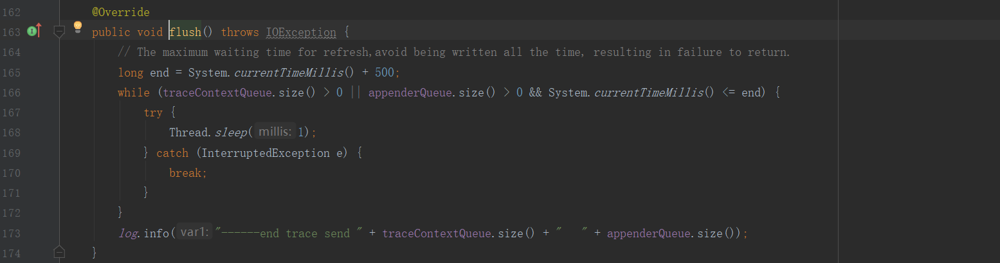 162 @Override
163 public void flush() throws IOException {
164 // The maximum waiting time for refresh,avoid being written all the time, resulting in failure to return.
165 long end = System.currentTimeMillis() + 500;
166 while (traceContextQueue.size() > 0 || appenderQueue.size() > 0 && System.currentTimeMillis() <= end) {
167 try {
168 Thread.sleep( millis: 1);
169 } catch (InterruptedException e) {
170 break;
171 }
172 }
173 log.info( var1: "------end trace send " + traceContextQueue.size() + "   " + appenderQueue.size());
174 }